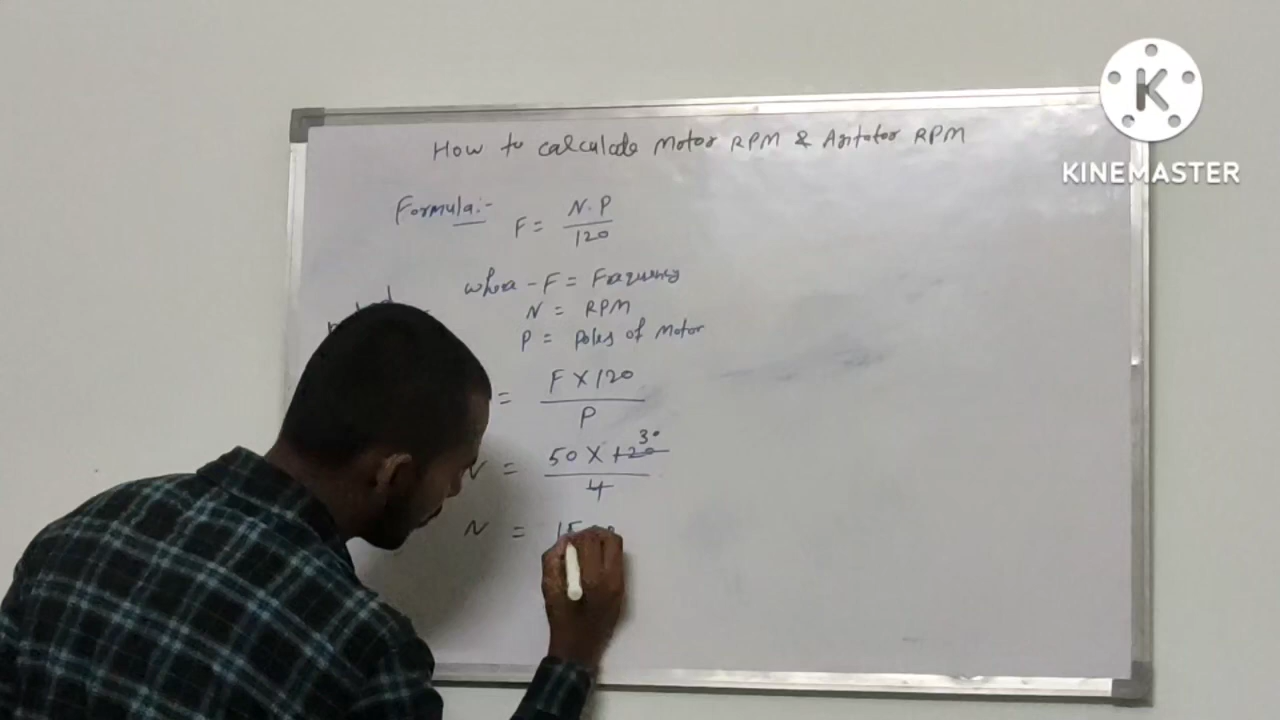 How to calculate Motor RPM & Agitator RPM
KINEMASTER
Formula:-
F = N.P / 120
where - F = Frequency
N = RPM
P = Poles of Motor
= F X 120 / P
N = 50 X 120 30 / 4
N = 1500